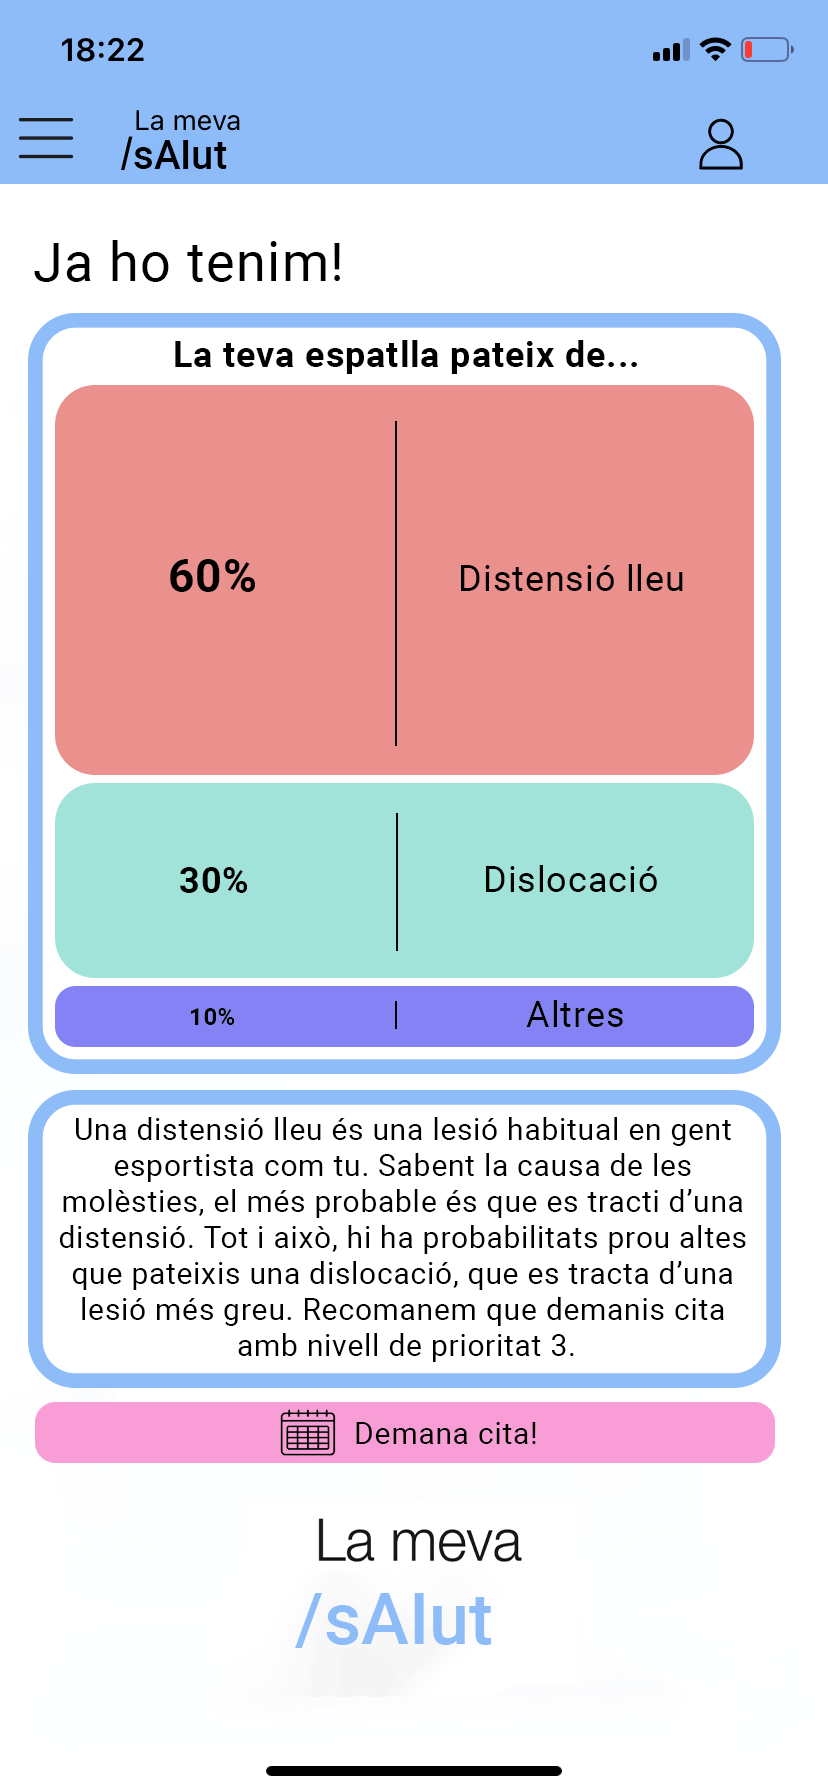 18:22
La meva
/sAlut
Ja ho tenim!
La teva espatlla pateix de...
60%
Distensió lleu
30%
Dislocació
10%
Altres
Una distensió lleu és una lesió habitual en gent
esportista com tu. Sabent la causa de les
molèsties, el més probable és que es tracti d’una
distensió. Tot i això, hi ha probabilitats prou altes
que pateixis una dislocació, que es tracta d’una
lesió més greu. Recomanem que demanis cita
amb nivell de prioritat 3.
Demana cita!
La meva
/sAlut